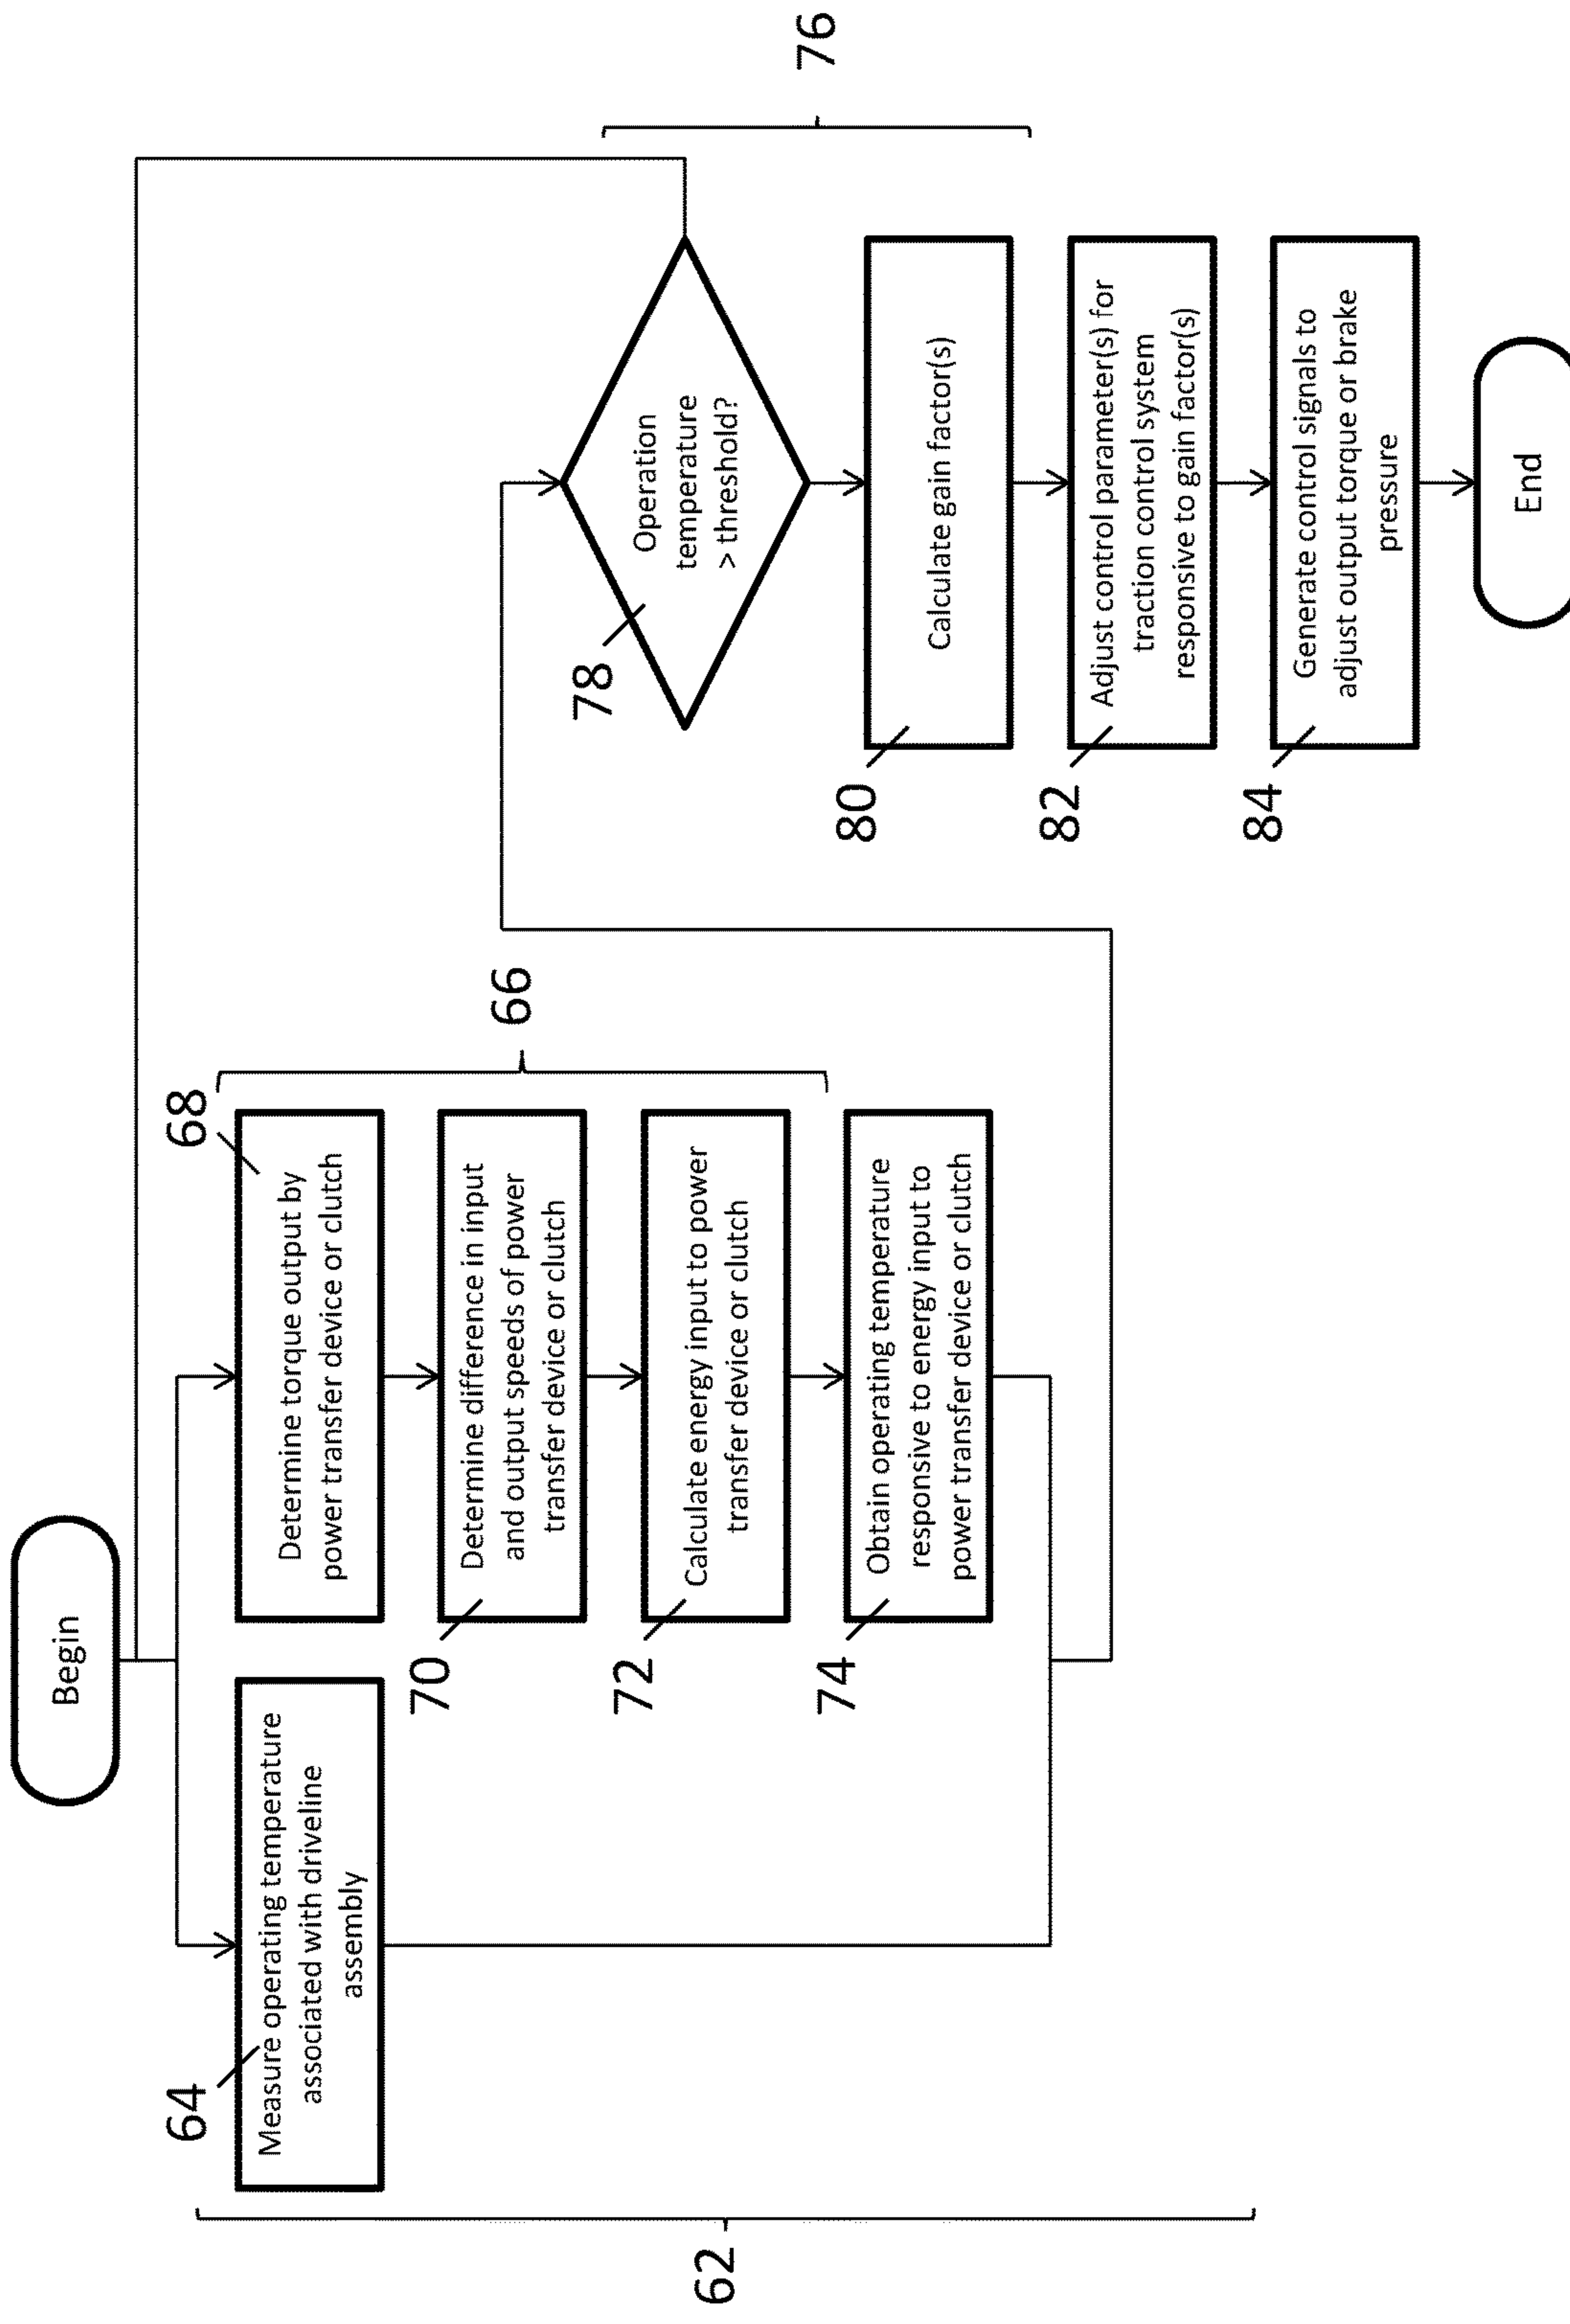 Begin
64
Measure operating temperature
associated with driveline
assembly
62
68
Determine torque output by
power transfer device or clutch
66
70
Determine difference in input
and output speeds of power
transfer device or clutch
72
Calculate energy input to power
transfer device or clutch
74
Obtain operating temperature
responsive to energy input to
power transfer device or clutch
76
78
Operation
temperature
> threshold?
80
Calculate gain factor(s)
82
Adjust control parameter(s) for
traction control system
responsive to gain factor(s)
84
Generate control signals to
adjust output torque or brake
pressure
End